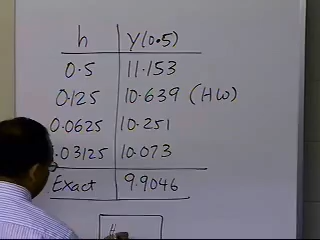 h y(0.5)
0.5 11.153
0.125 10.639 (HW)
0.0625 10.251
.03125 10.073
Exact 9.9046